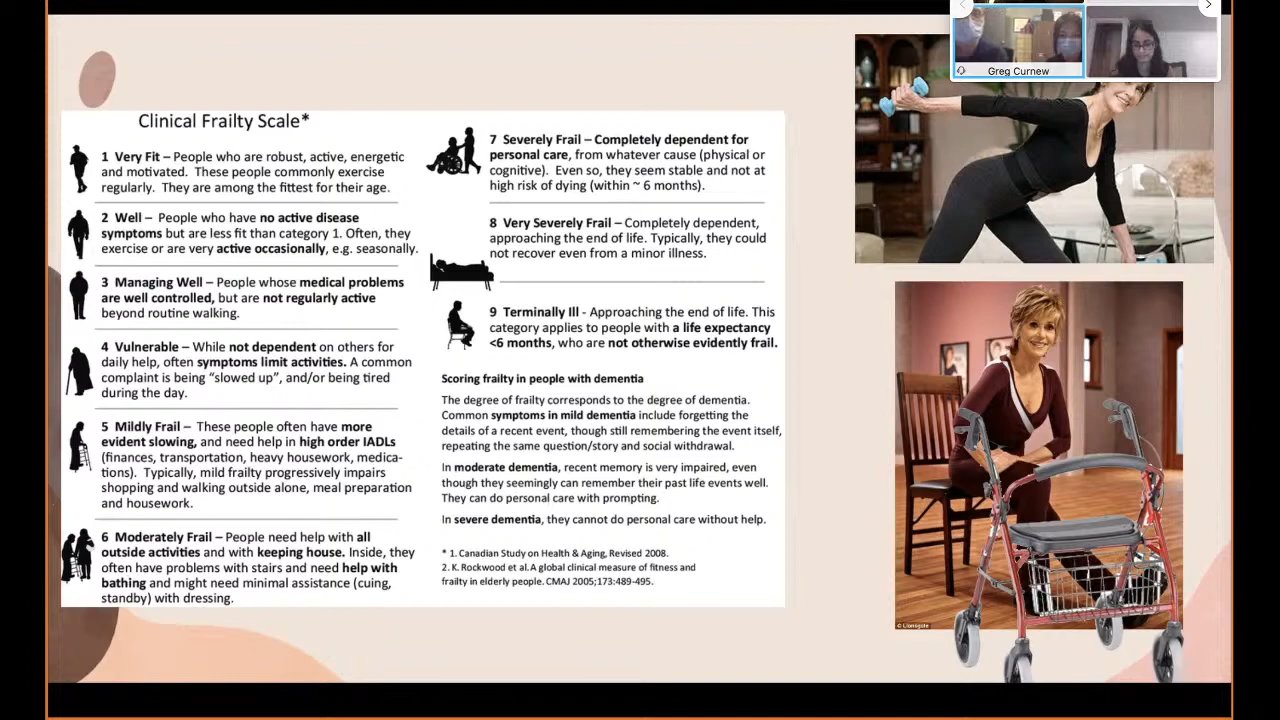 Greg Curnew
Clinical Frailty Scale*
1 Very Fit – People who are robust, active, energetic
and motivated. These people commonly exercise
regularly. They are among the fittest for their age.
2 Well – People who have no active disease
symptoms but are less fit than category 1. Often, they
exercise or are very active occasionally, e.g. seasonally.
3 Managing Well – People whose medical problems
are well controlled, but are not regularly active
beyond routine walking.
4 Vulnerable – While not dependent on others for
daily help, often symptoms limit activities. A common
complaint is being "slowed up", and/or being tired
during the day.
5 Mildly Frail – These people often have more
evident slowing, and need help in high order IADLs
(finances, transportation, heavy housework, medica-
tions). Typically, mild frailty progressively impairs
shopping and walking outside alone, meal preparation
and housework.
6 Moderately Frail – People need help with all
outside activities and with keeping house. Inside, they
often have problems with stairs and need help with
bathing and might need minimal assistance (cuing,
standby) with dressing.
7 Severely Frail – Completely dependent for
personal care, from whatever cause (physical or
cognitive). Even so, they seem stable and not at
high risk of dying (within ~ 6 months).
8 Very Severely Frail – Completely dependent,
approaching the end of life. Typically, they could
not recover even from a minor illness.
9 Terminally Ill - Approaching the end of life. This
category applies to people with a life expectancy
<6 months, who are not otherwise evidently frail.
Scoring frailty in people with dementia
The degree of frailty corresponds to the degree of dementia.
Common symptoms in mild dementia include forgetting the
details of a recent event, though still remembering the event itself,
repeating the same question/story and social withdrawal.
In moderate dementia, recent memory is very impaired, even
though they seemingly can remember their past life events well.
They can do personal care with prompting.
In severe dementia, they cannot do personal care without help.
* 1. Canadian Study on Health & Aging, Revised 2008.
2. K. Rockwood et al. A global clinical measure of fitness and
frailty in elderly people. CMAJ 2005;173:489-495.
© Lionsgate